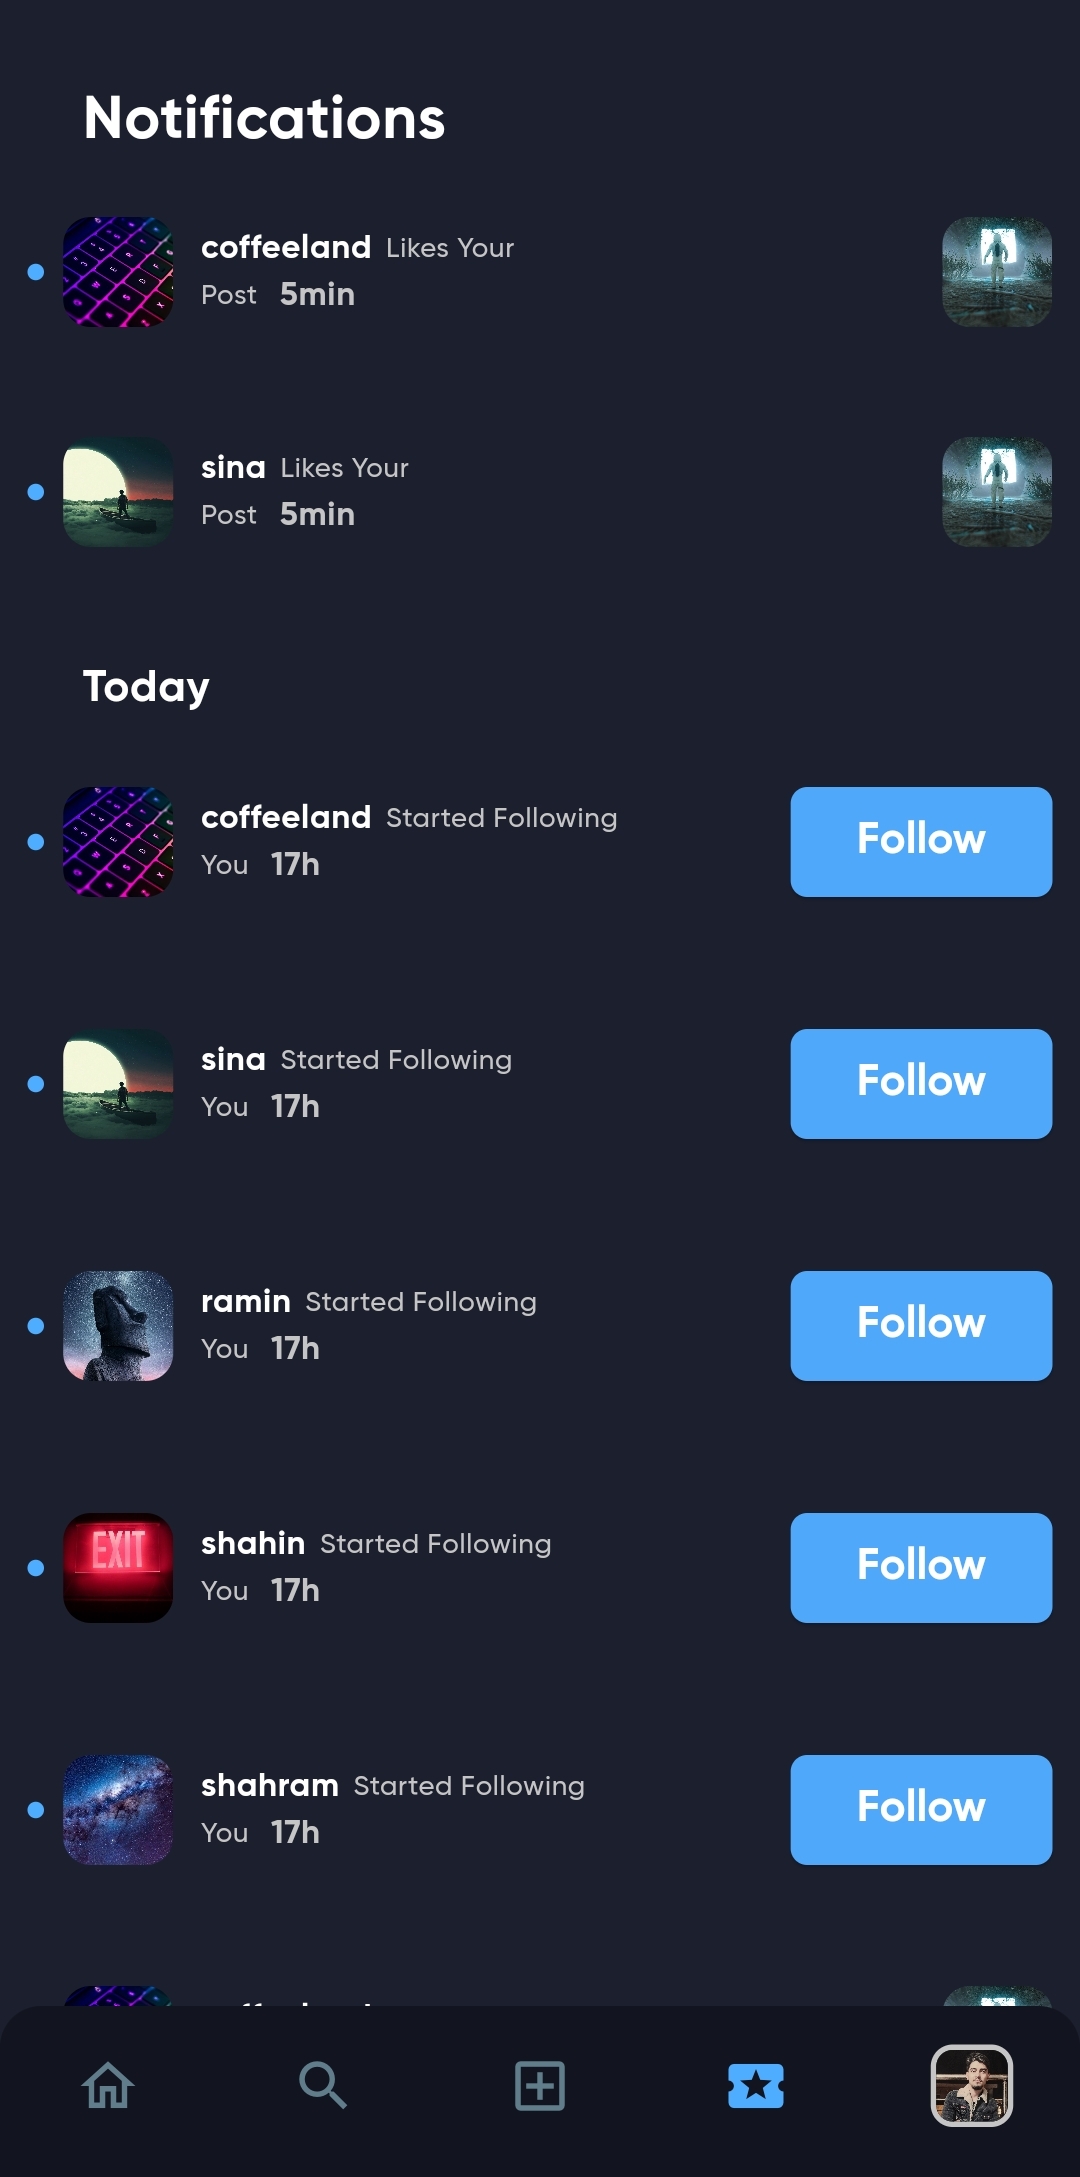 Notifications
coffeeland Likes Your
Post 5min
sina Likes Your
Post 5min
Today
coffeeland Started Following
You 17h
Follow
sina Started Following
You 17h
Follow
ramin Started Following
You 17h
Follow
shahin Started Following
You 17h
Follow
EXIT
shahram Started Following
You 17h
Follow